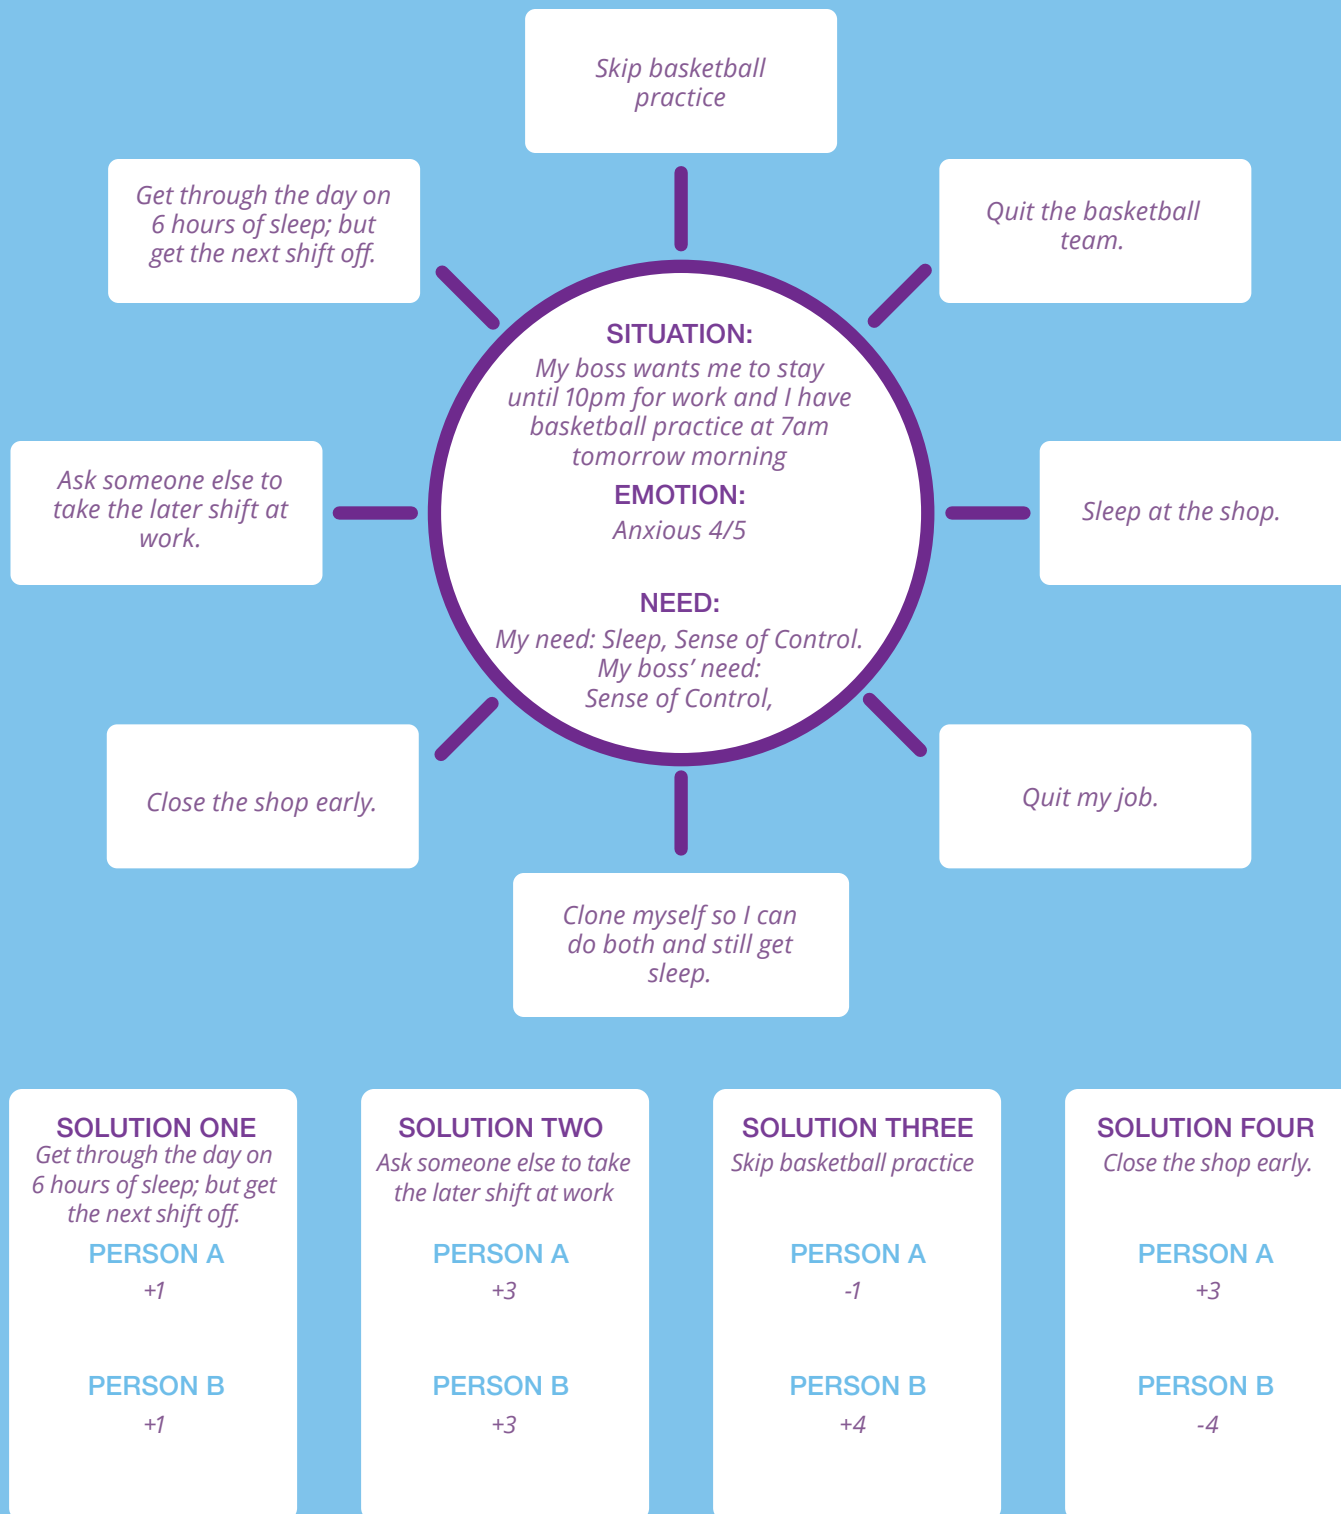 Skip basketball
practice
Get through the day on
6 hours of sleep; but
get the next shift off.
Quit the basketball
team.
SITUATION:
My boss wants me to stay
until 10pm for work and I have
basketball practice at 7am
tomorrow morning
EMOTION:
Anxious 4/5
NEED:
My need: Sleep, Sense of Control.
My boss’ need:
Sense of Control,
Ask someone else to
take the later shift at
work.
Sleep at the shop.
Close the shop early.
Quit my job.
Clone myself so I can
do both and still get
sleep.
SOLUTION ONE
Get through the day on
6 hours of sleep; but get
the next shift off.
PERSON A
+1
PERSON B
+1
SOLUTION TWO
Ask someone else to take
the later shift at work
PERSON A
+3
PERSON B
+3
SOLUTION THREE
Skip basketball practice
PERSON A
-1
PERSON B
+4
SOLUTION FOUR
Close the shop early.
PERSON A
+3
PERSON B
-4